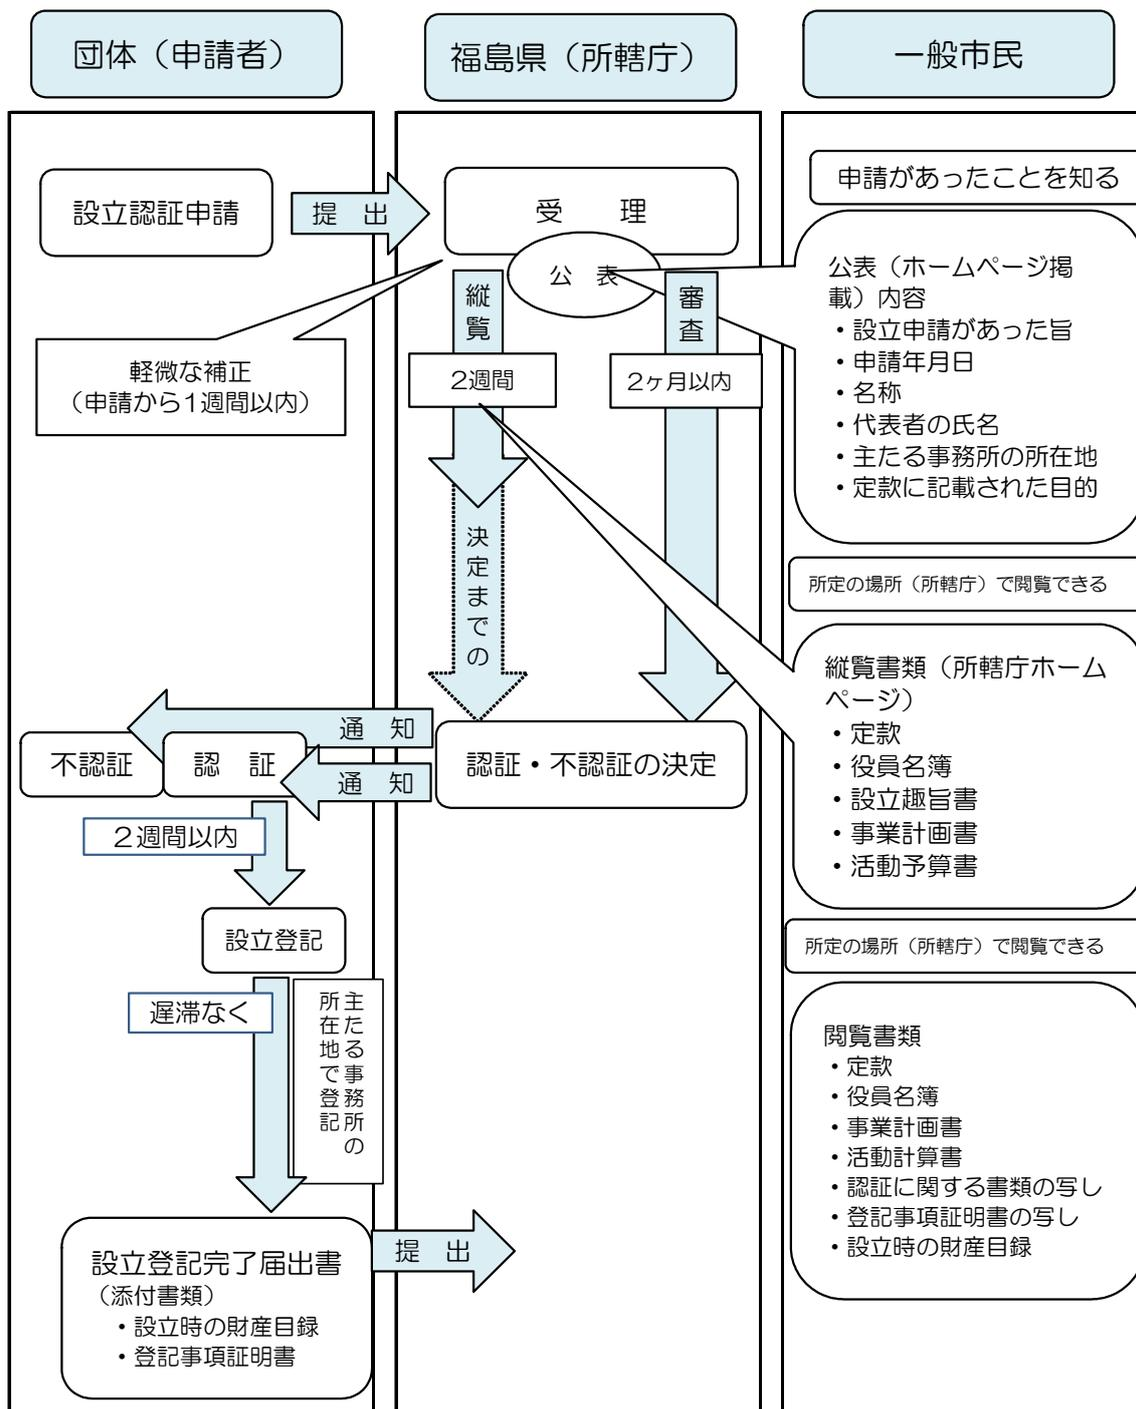 団体（申請者）
福島県（所轄庁）
一般市民
設立認証申請
提　出
受　　理
公　表
縦覧
審査
2週間
2ヶ月以内
軽微な補正
（申請から1週間以内）
決定までの
認証・不認証の決定
通　知
通　知
不認証
認　証
２週間以内
設立登記
遅滞なく
主たる事務所の
所在地で登記
設立登記完了届出書
（添付書類）
・設立時の財産目録
・登記事項証明書
提　出
申請があったことを知る
公表（ホームページ掲
載）内容
・設立申請があった旨
・申請年月日
・名称
・代表者の氏名
・主たる事務所の所在地
・定款に記載された目的
所定の場所（所轄庁）で閲覧できる
縦覧書類（所轄庁ホーム
ページ）
・定款
・役員名簿
・設立趣旨書
・事業計画書
・活動予算書
所定の場所（所轄庁）で閲覧できる
閲覧書類
・定款
・役員名簿
・事業計画書
・活動計算書
・認証に関する書類の写し
・登記事項証明書の写し
・設立時の財産目録